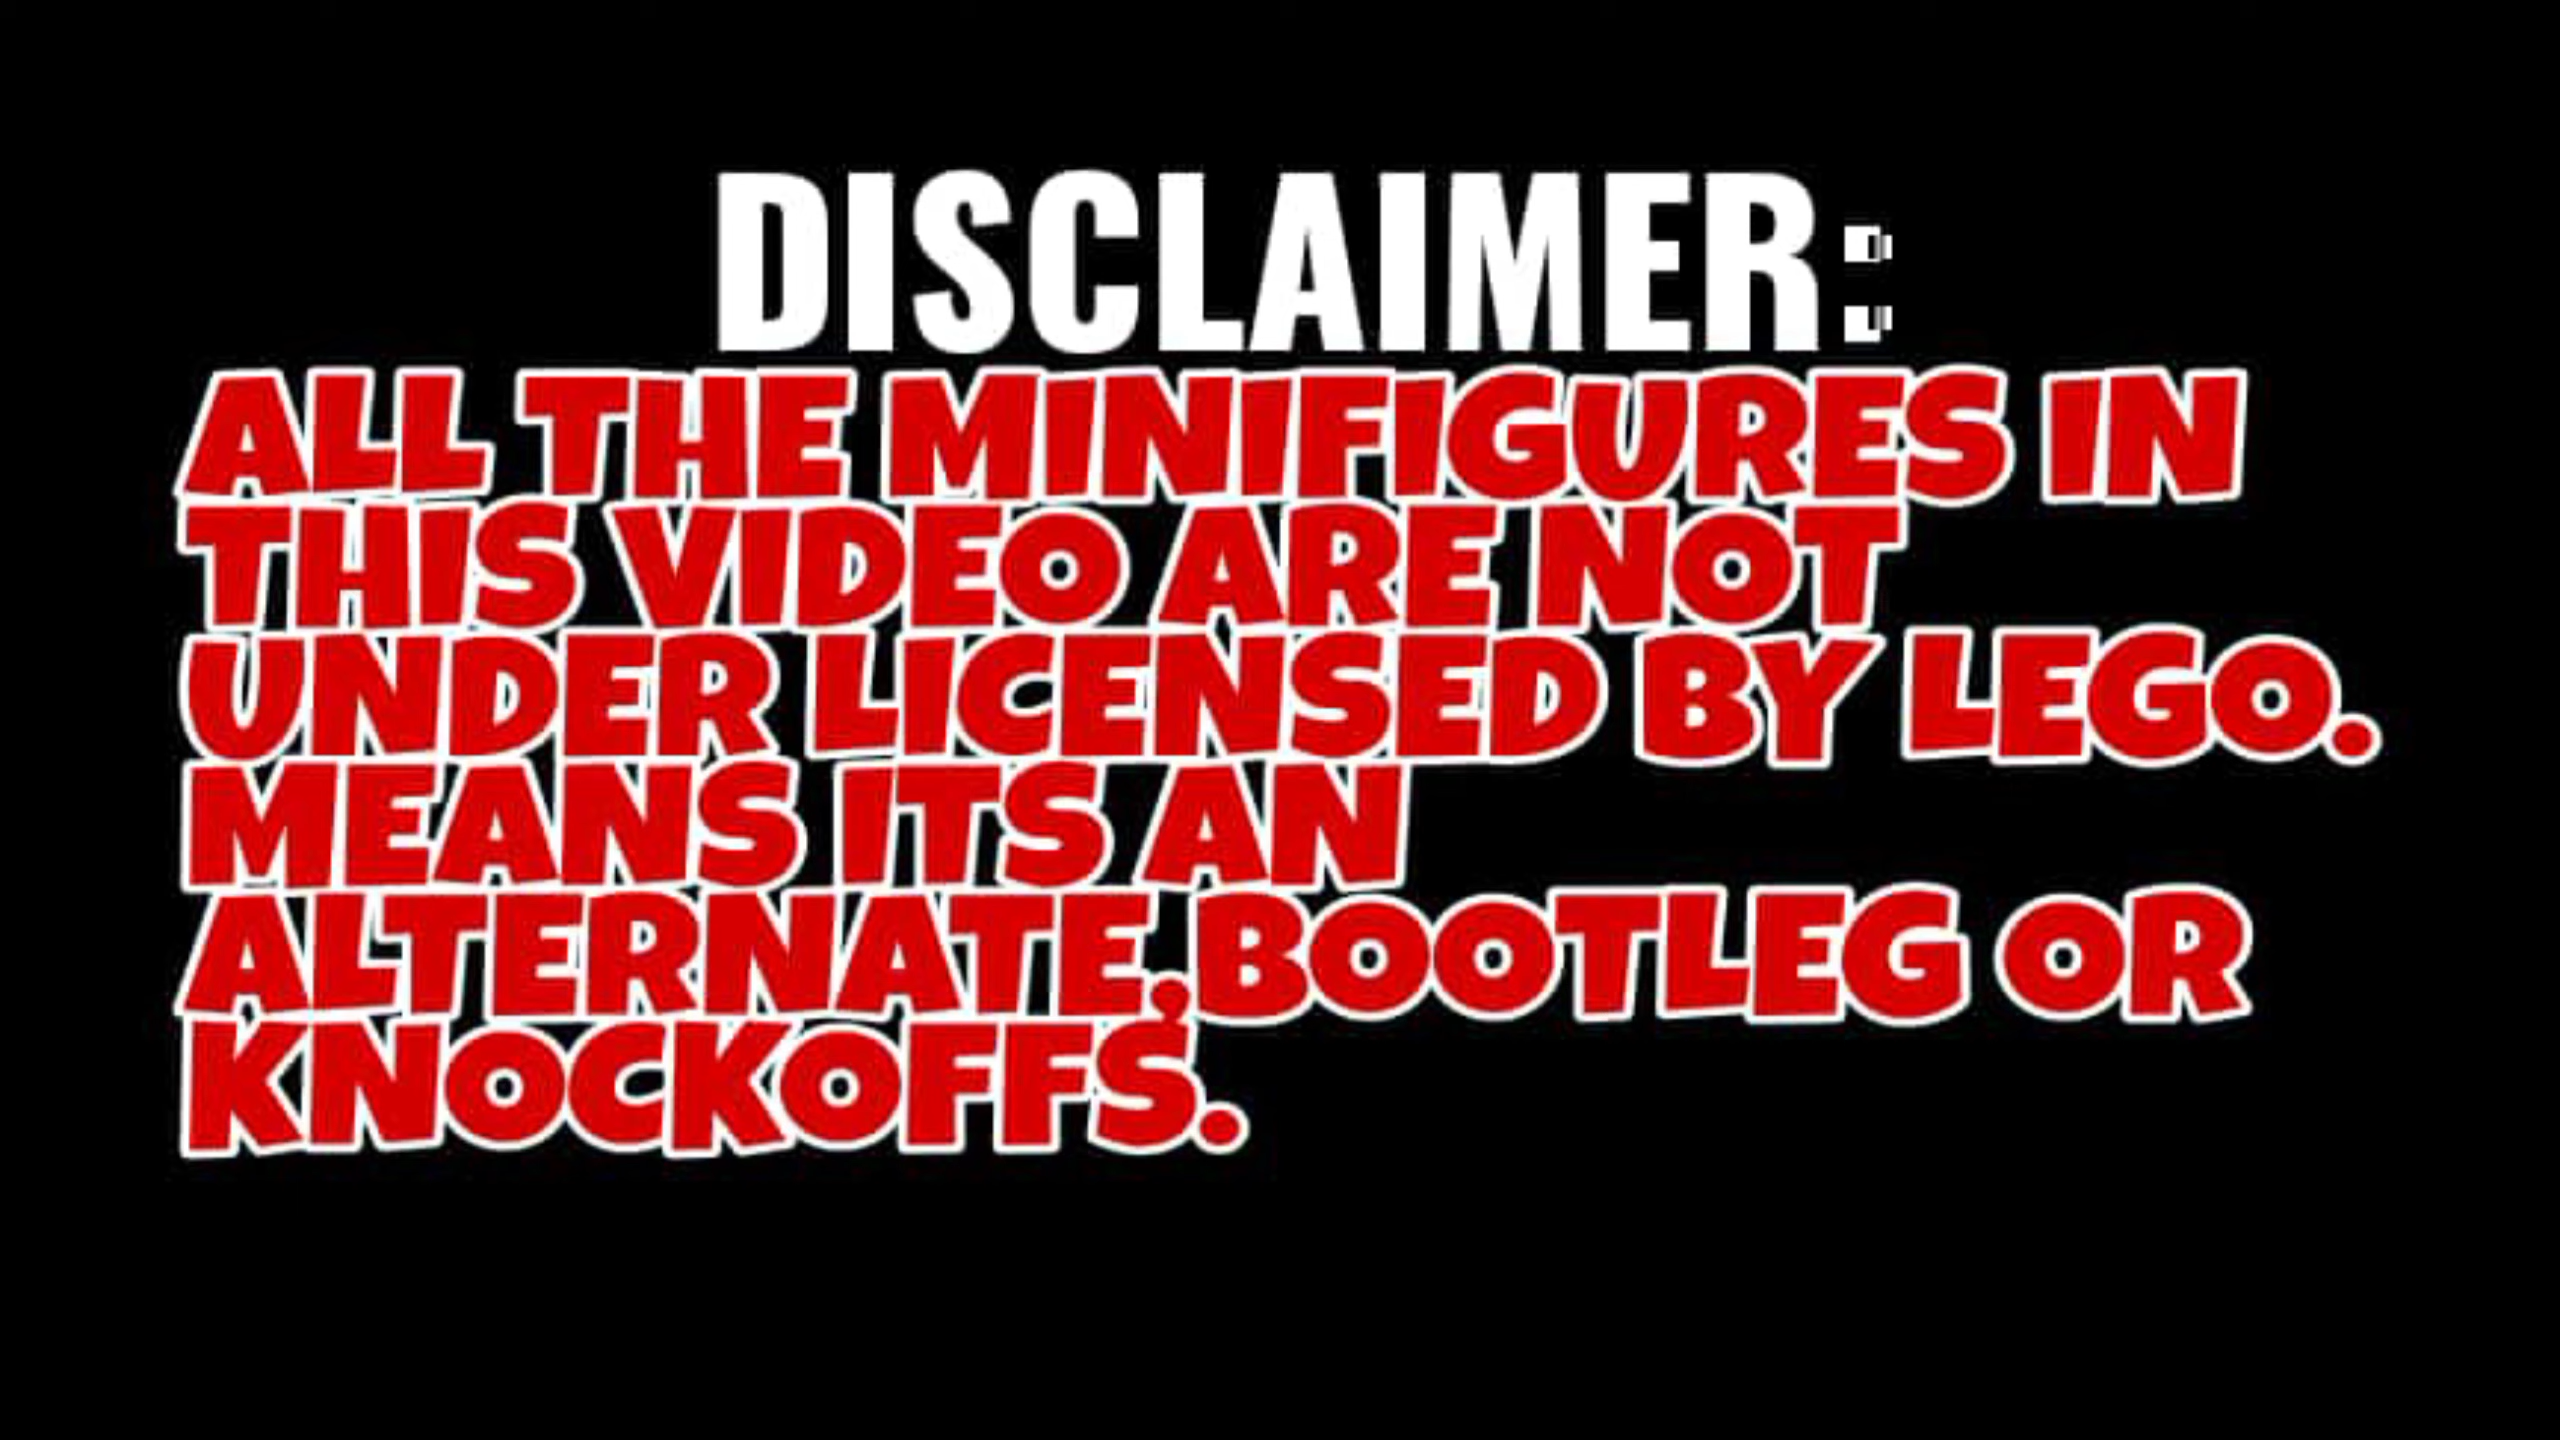 DISCLAIMER:
ALL THE MINIFIGURES IN
THIS VIDEO ARE NOT
UNDER LICENSED BY LEGO.
MEANS ITS AN
ALTERNATE,BOOTLEG OR
KNOCKOFFS.